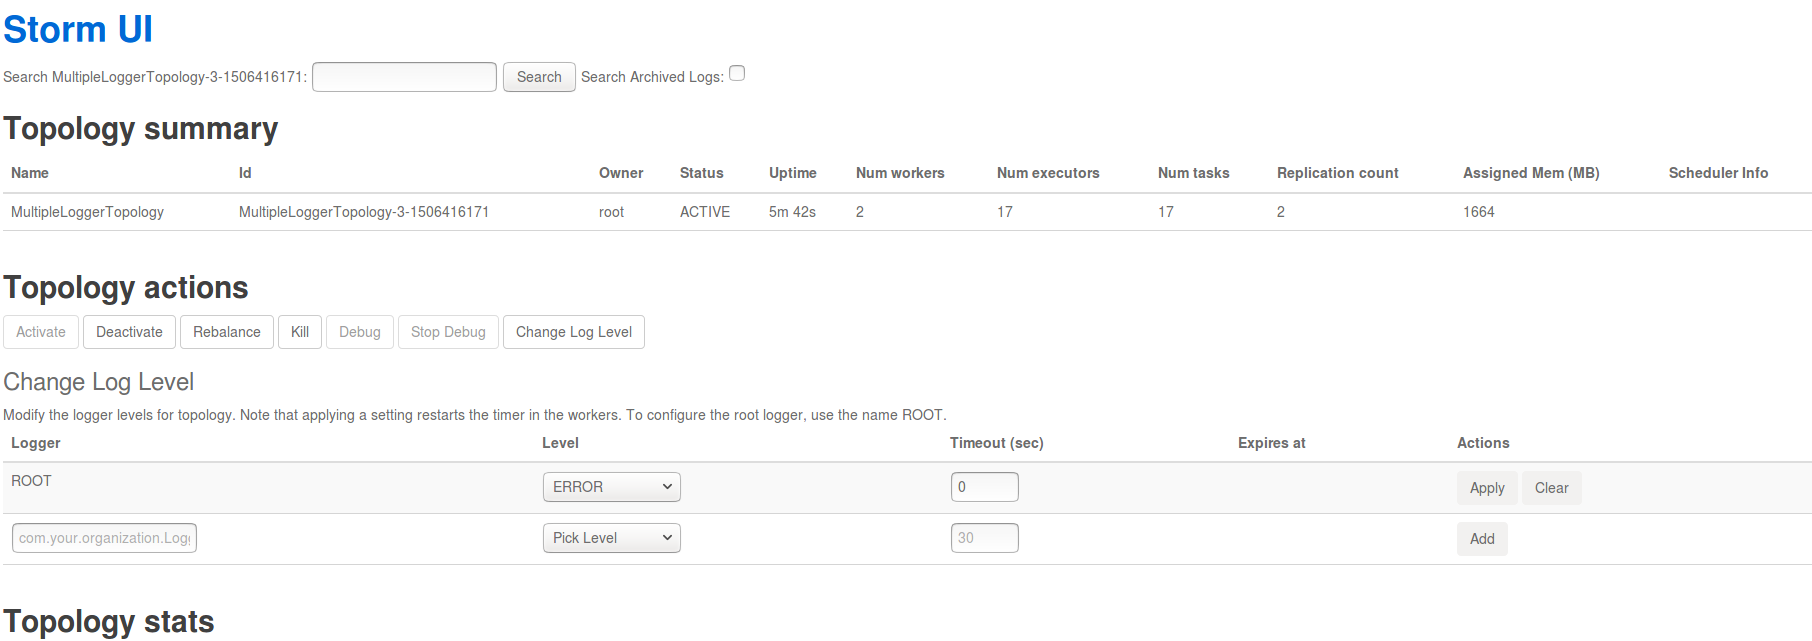 Storm UI
Search MultipleLoggerTopology-3-1506416171: Search Search Archived Logs:
Topology summary
Name Id Owner Status Uptime Num workers Num executors Num tasks Replication count Assigned Mem (MB) Scheduler Info
MultipleLoggerTopology MultipleLoggerTopology-3-1506416171 root ACTIVE 5m 42s 2 17 17 2 1664
Topology actions
Activate Deactivate Rebalance Kill Debug Stop Debug Change Log Level
Change Log Level
Modify the logger levels for topology. Note that applying a setting restarts the timer in the workers. To configure the root logger, use the name ROOT.
Logger Level Timeout (sec) Expires at Actions
ROOT ERROR 0 Apply Clear
com.your.organization.Logg Pick Level 30 Add
Topology stats